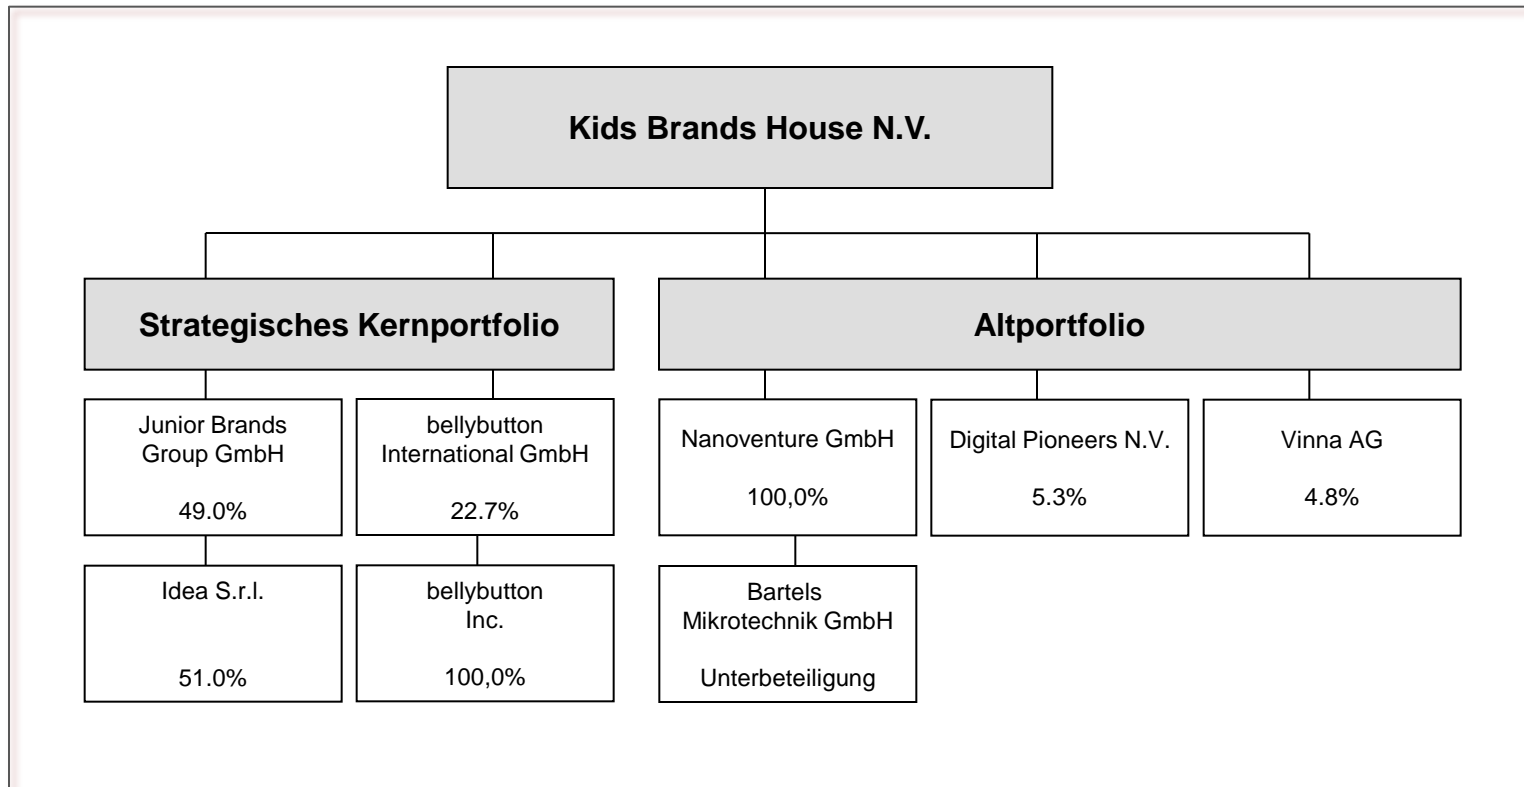 Kids Brands House N.V.
Strategisches Kernportfolio
Altportfolio
Junior Brands
Group GmbH
49.0%
bellybutton
International GmbH
22.7%
Nanoventure GmbH
100,0%
Digital Pioneers N.V.
5.3%
Vinna AG
4.8%
Idea S.r.l.
51.0%
bellybutton
Inc.
100,0%
Bartels
Mikrotechnik GmbH
Unterbeteiligung